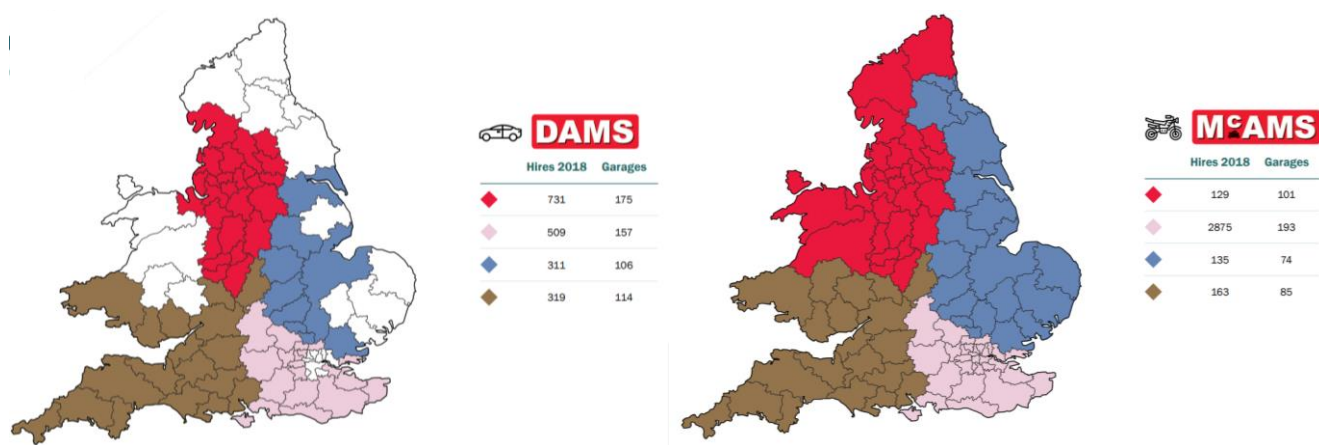 DAMS
Hires 2018 Garages
731 175
509 157
311 106
319 114
McAMS
Hires 2018 Garages
129 101
2875 193
135 74
163 85